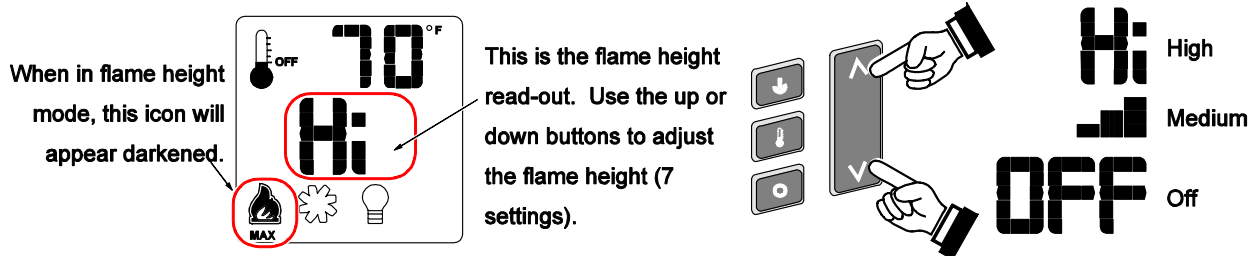 When in flame height
mode, this icon will
appear darkened.
OFF
70°F
Hi
MAX
This is the flame height
read-out.  Use the up or
down buttons to adjust
the flame height (7
settings).
Hi High
Medium
OFF Off